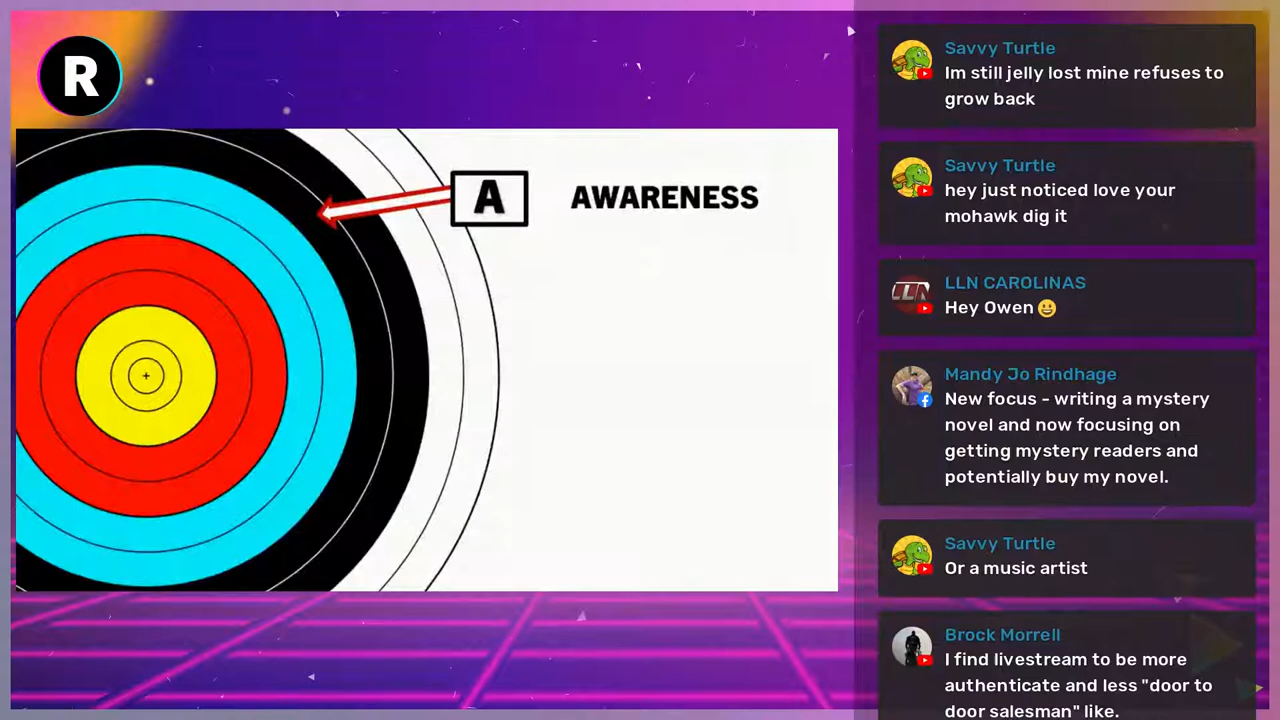 R
A
AWARENESS
Savvy Turtle
Im still jelly lost mine refuses to
grow back
Savvy Turtle
hey just noticed love your
mohawk dig it
LLN CAROLINAS
LLN
Hey Owen 😀
Mandy Jo Rindhage
New focus - writing a mystery
novel and now focusing on
getting mystery readers and
potentially buy my novel.
Savvy Turtle
Or a music artist
Brock Morrell
I find livestream to be more
authenticate and less "door to
door salesman" like.